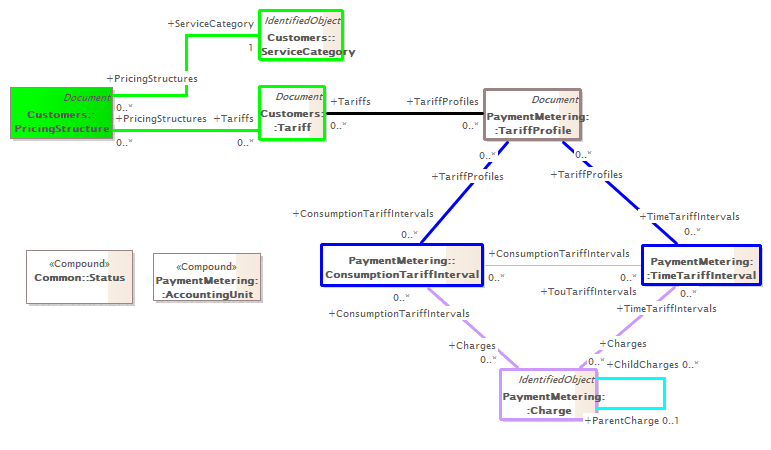 +ServiceCategory
1
IdentifiedObject
Customers::
ServiceCategory
+PricingStructures
0..*
Document
Customers::
PricingStructure
+PricingStructures
0..*
+Tariffs
0..*
Document
Customers:
:Tariff
+Tariffs
0..*
+TariffProfiles
0..*
Document
PaymentMetering:
:TariffProfile
0..*
+TariffProfiles
0..*
+TariffProfiles
+ConsumptionTariffIntervals
0..*
+TimeTariffIntervals
0..*
«Compound»
Common::Status
«Compound»
PaymentMetering:
:AccountingUnit
PaymentMetering::
ConsumptionTariffInterval
+ConsumptionTariffIntervals
0..*
0..*
+TouTariffIntervals
PaymentMetering:
:TimeTariffInterval
0..*
+ConsumptionTariffIntervals
0..*
+TimeTariffIntervals
+Charges
0..*
+Charges
0..*
+ChildCharges 0..*
IdentifiedObject
PaymentMetering:
:Charge
+ParentCharge 0..1